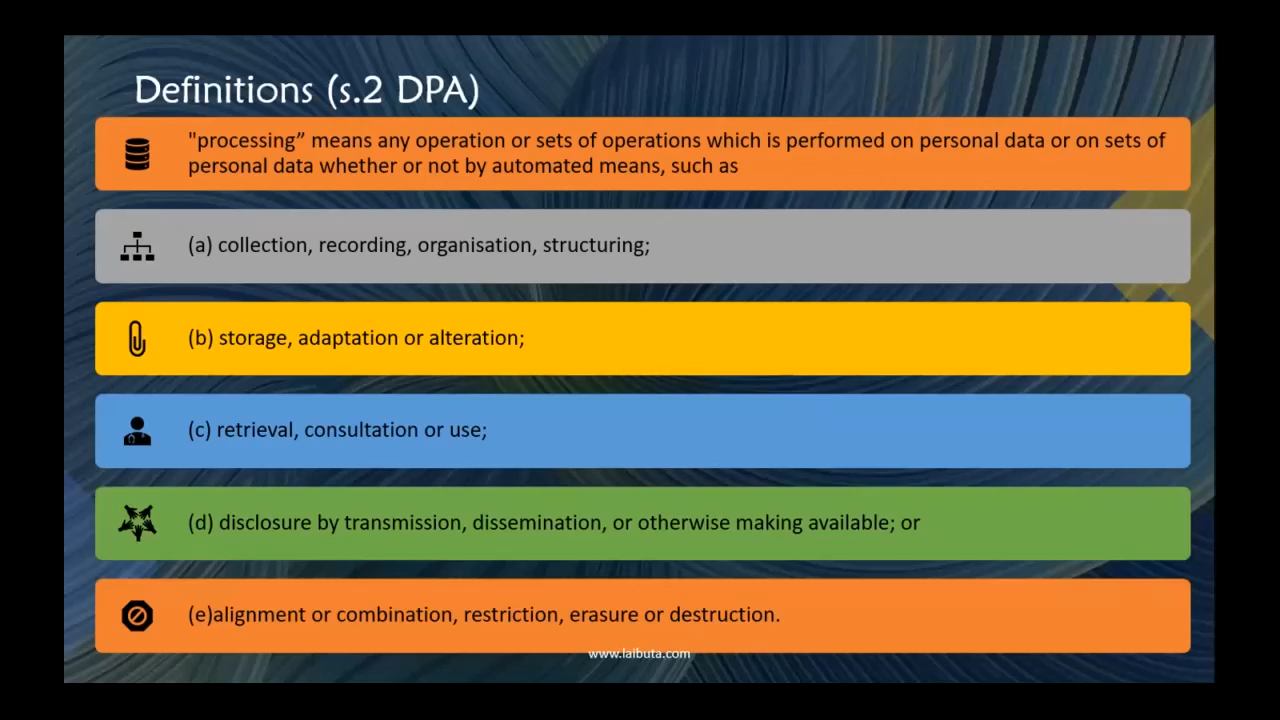 Definitions (s.2 DPA)
"processing” means any operation or sets of operations which is performed on personal data or on sets of
personal data whether or not by automated means, such as
(a) collection, recording, organisation, structuring;
(b) storage, adaptation or alteration;
(c) retrieval, consultation or use;
(d) disclosure by transmission, dissemination, or otherwise making available; or
(e)alignment or combination, restriction, erasure or destruction.
www.laibuta.com